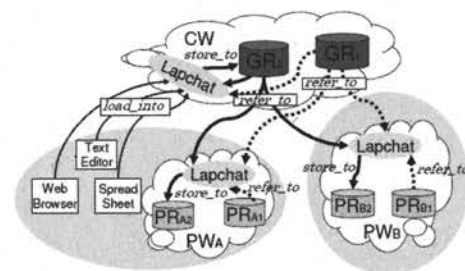 CW
store_to
GR
GR
Lapchat
refer_to
load_into
refer_to
Text
Editor
Web
Browser
Spread
Sheet
Lapchat
store_to
refer_to
PRA2
PRA1
PWA
Lapchat
store_to
refer_to
PRB2
PRB1
PWB